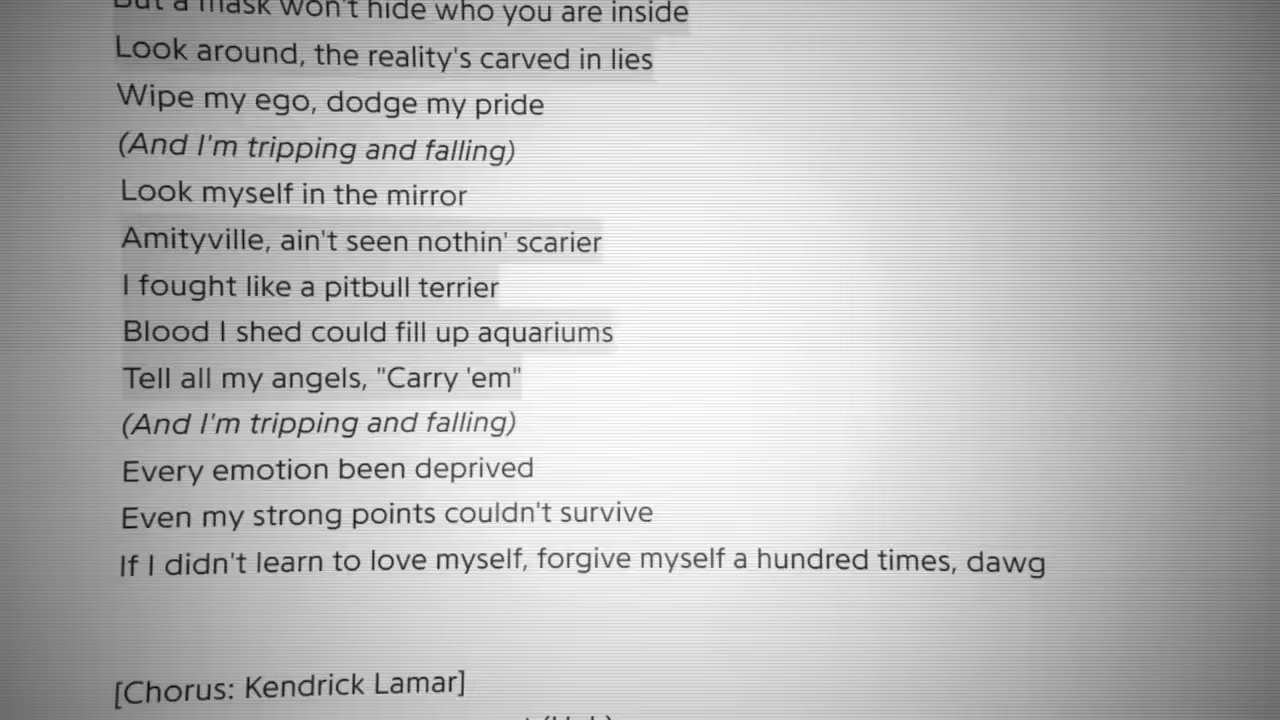 But a mask won't hide who you are inside
Look around, the reality's carved in lies
Wipe my ego, dodge my pride
(And I'm tripping and falling)
Look myself in the mirror
Amityville, ain't seen nothin' scarier
I fought like a pitbull terrier
Blood I shed could fill up aquariums
Tell all my angels, "Carry 'em"
(And I'm tripping and falling)
Every emotion been deprived
Even my strong points couldn't survive
If I didn't learn to love myself, forgive myself a hundred times, dawg
[Chorus: Kendrick Lamar]